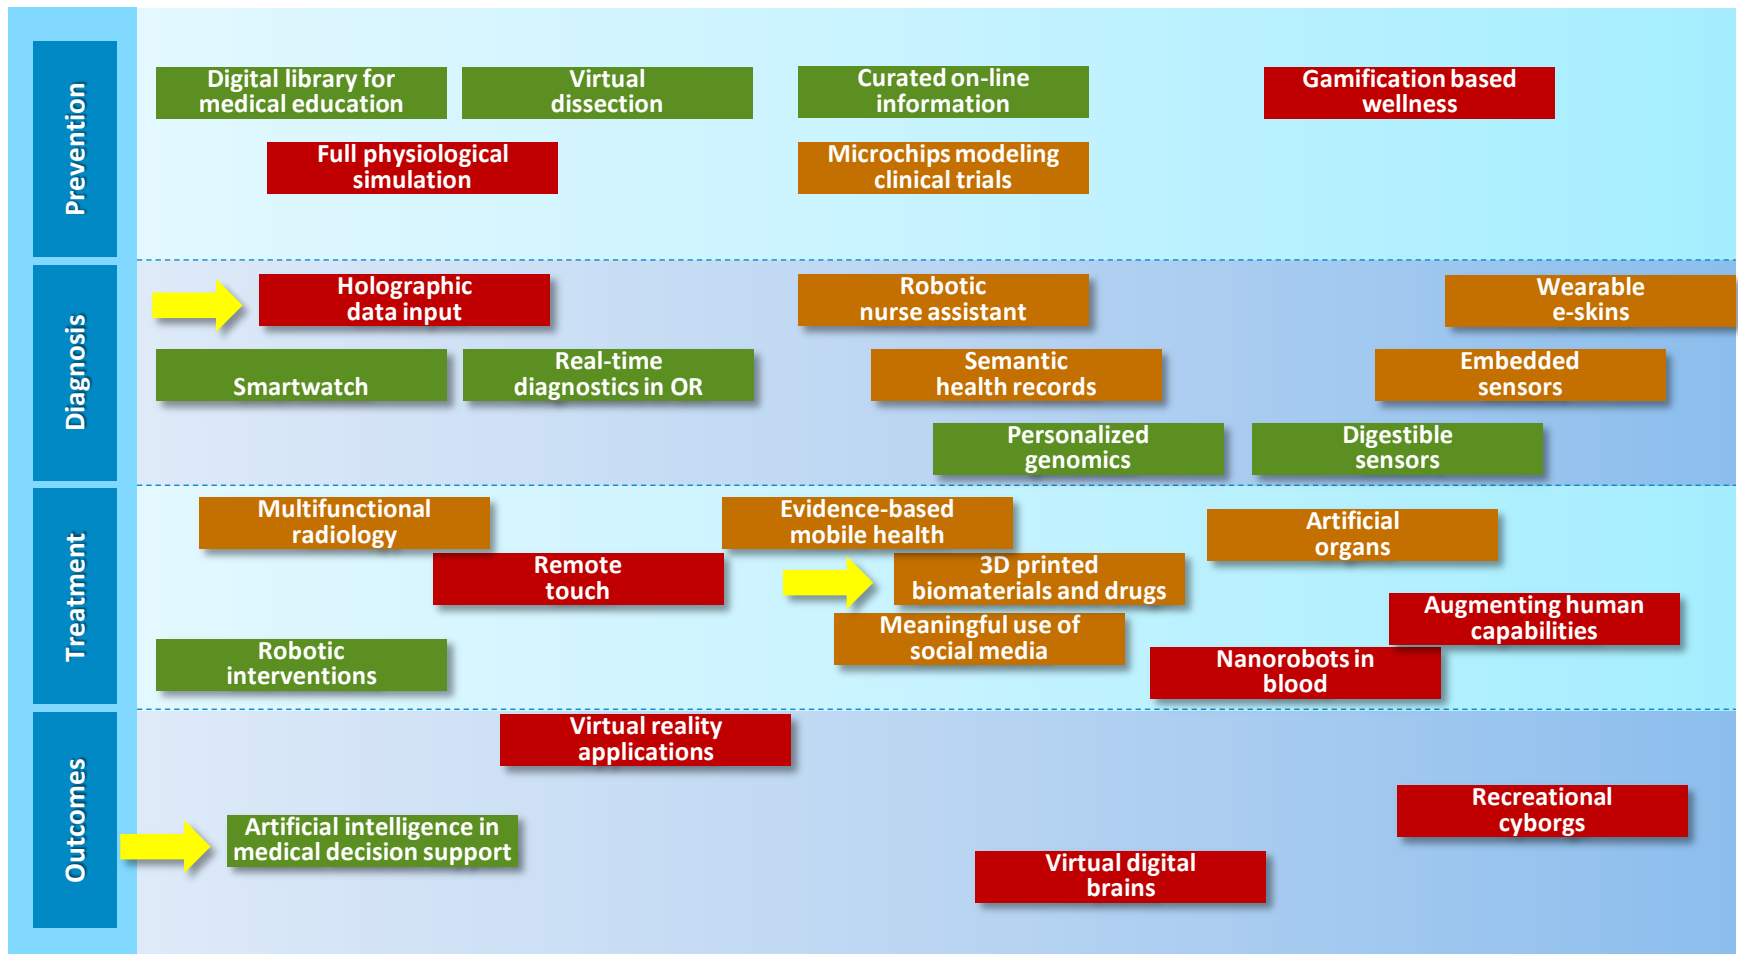 Prevention
Digital library for
medical education
Virtual
dissection
Curated on-line
information
Gamification based
wellness
Full physiological
simulation
Microchips modeling
clinical trials
Diagnosis
Holographic
data input
Robotic
nurse assistant
Wearable
e-skins
Smartwatch
Real-time
diagnostics in OR
Semantic
health records
Embedded
sensors
Personalized
genomics
Digestible
sensors
Treatment
Multifunctional
radiology
Evidence-based
mobile health
Artificial
organs
Remote
touch
3D printed
biomaterials and drugs
Augmenting human
capabilities
Meaningful use of
social media
Robotic
interventions
Nanorobots in
blood
Outcomes
Virtual reality
applications
Recreational
cyborgs
Artificial intelligence in
medical decision support
Virtual digital
brains